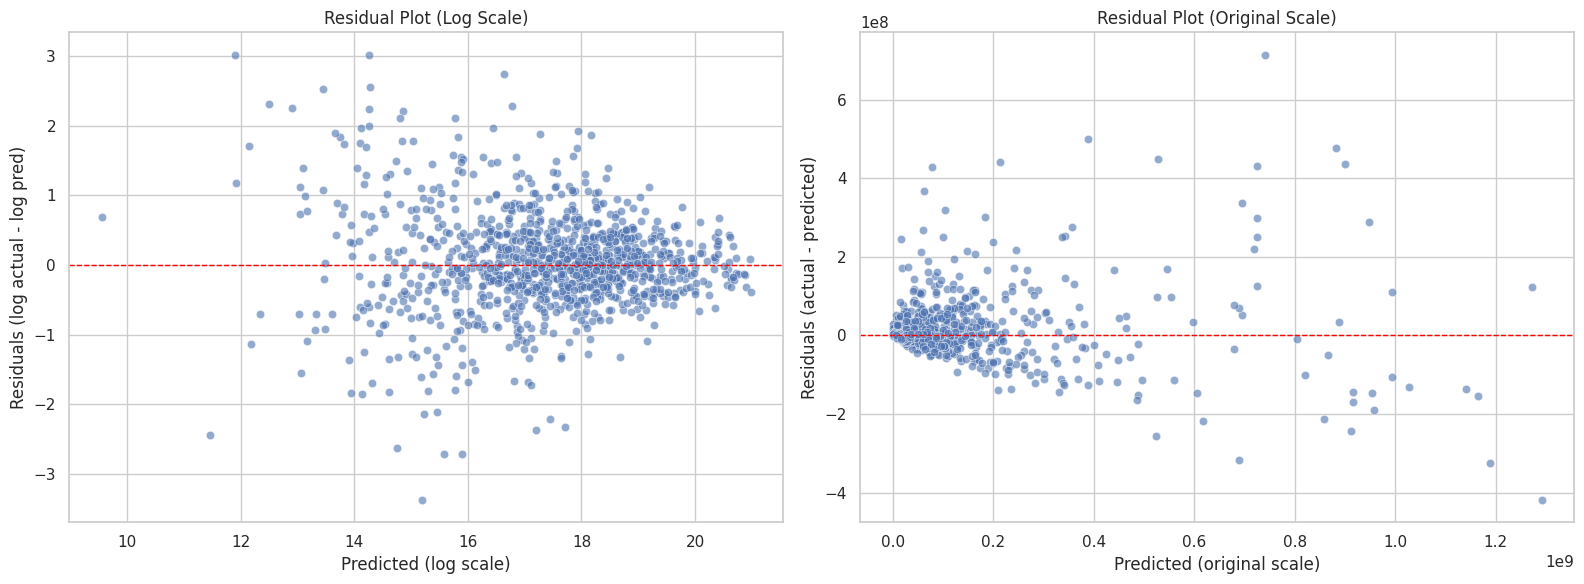 Residual Plot (Log Scale)
3
2
1
0
−1
−2
−3
Residuals (log actual - log pred)
10 12 14 16 18 20
Predicted (log scale)
Residual Plot (Original Scale)
1e8
6
4
2
0
−2
−4
Residuals (actual - predicted)
0.0 0.2 0.4 0.6 0.8 1.0 1.2
1e9
Predicted (original scale)